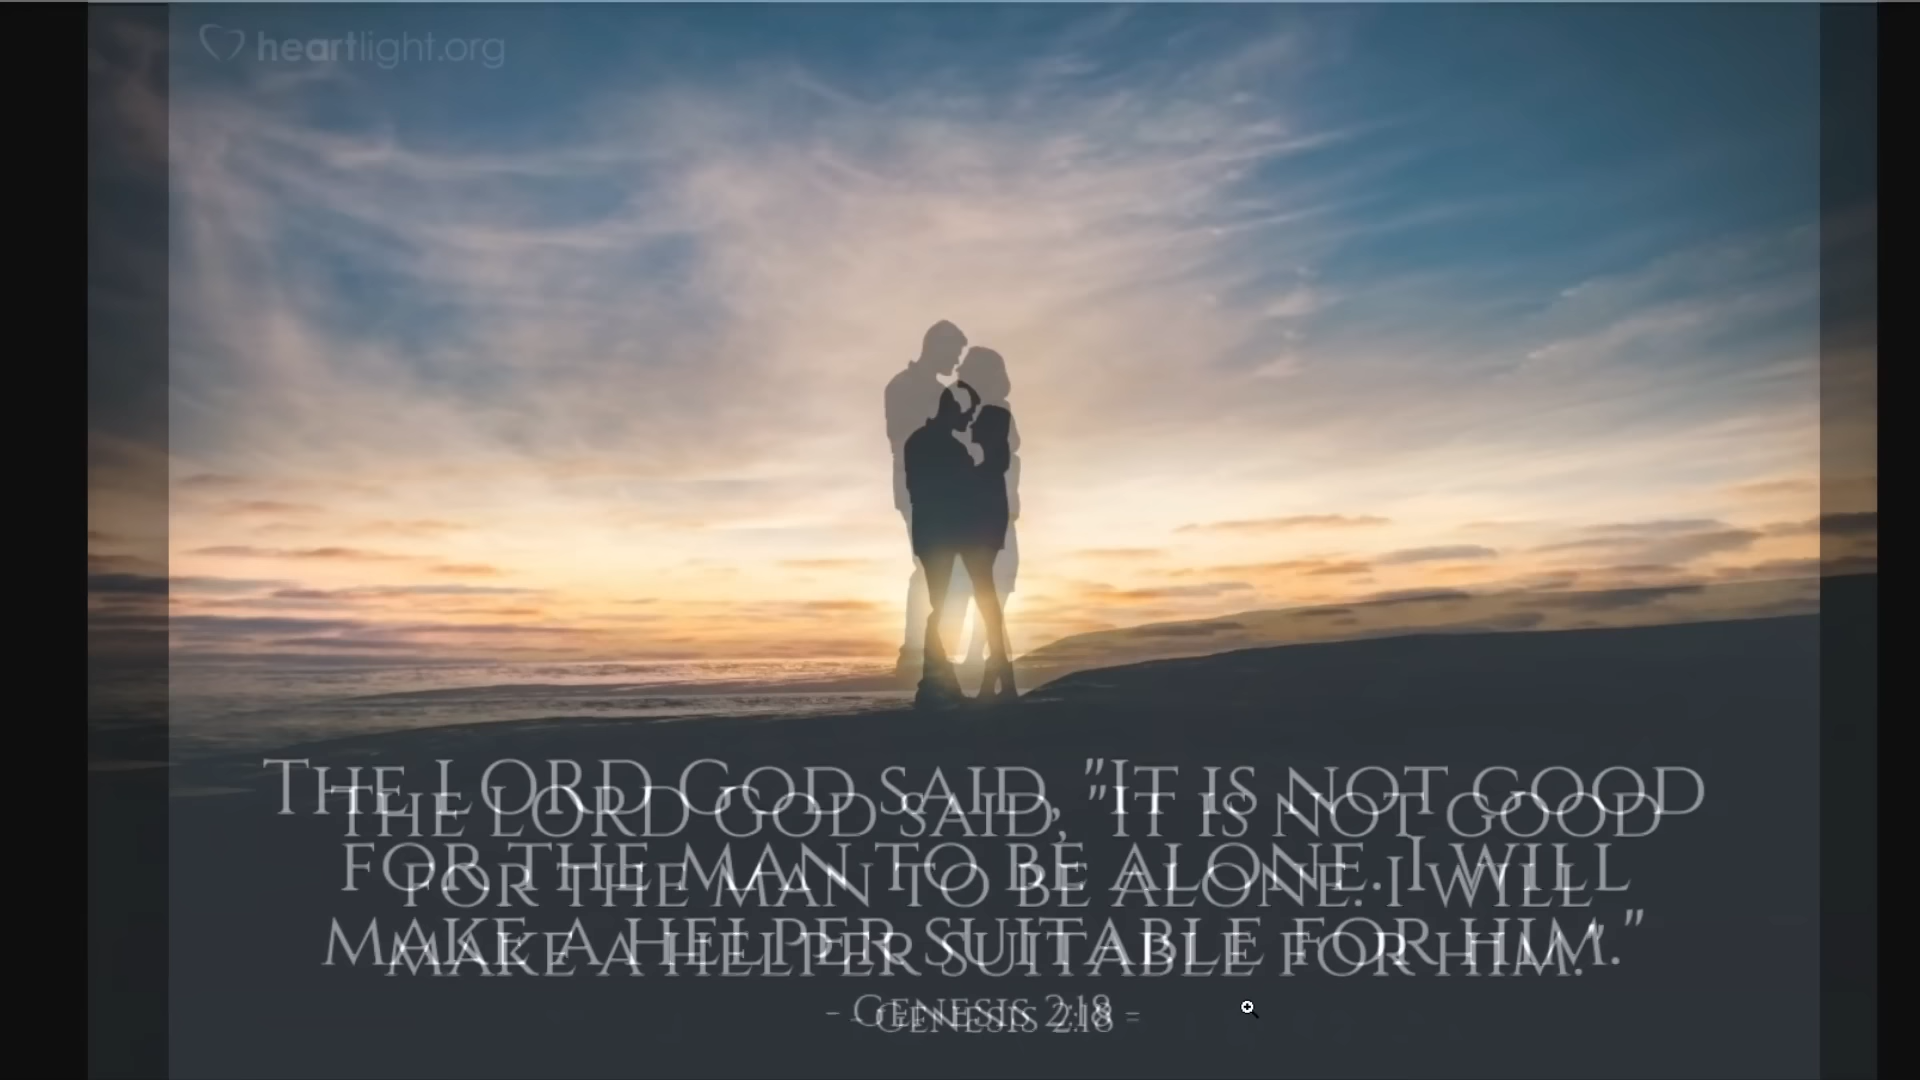 heartlight.org
The LORD God said, "It is not good
for the man to be alone. I will
make a helper suitable for him."
- Genesis 2:18 -